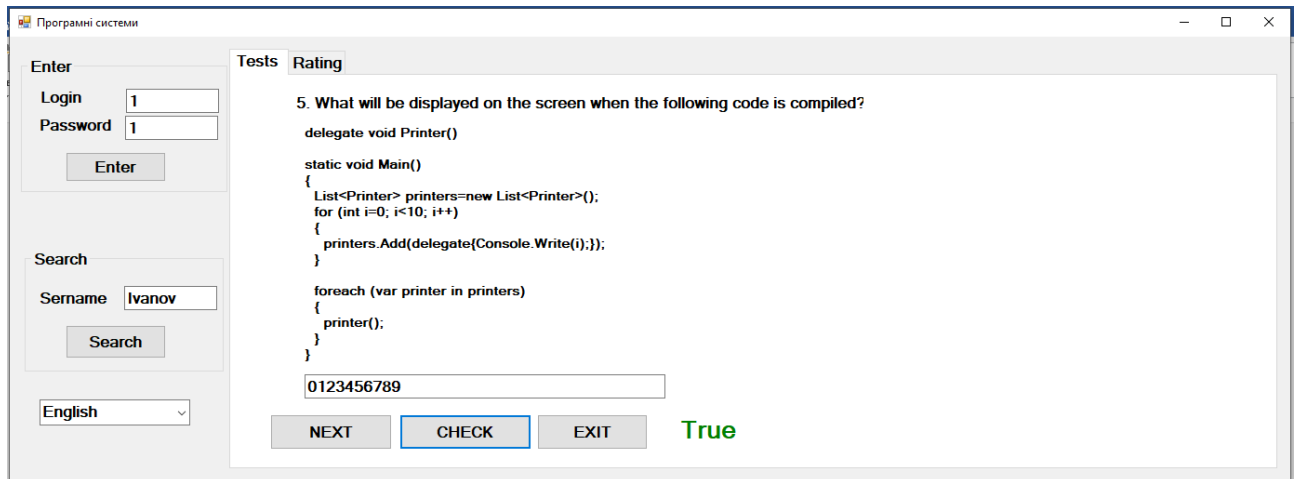 Програмні системи
Enter
Login
1
Password
1
Enter
Search
Sername
Ivanov
Search
English
Tests
Rating
5. What will be displayed on the screen when the following code is compiled?
delegate void Printer()
static void Main()
{
List<Printer> printers=new List<Printer>();
for (int i=0; i<10; i++)
{
printers.Add(delegate{Console.Write(i);});
}
foreach (var printer in printers)
{
printer();
}
}
0123456789
NEXT
CHECK
EXIT
True